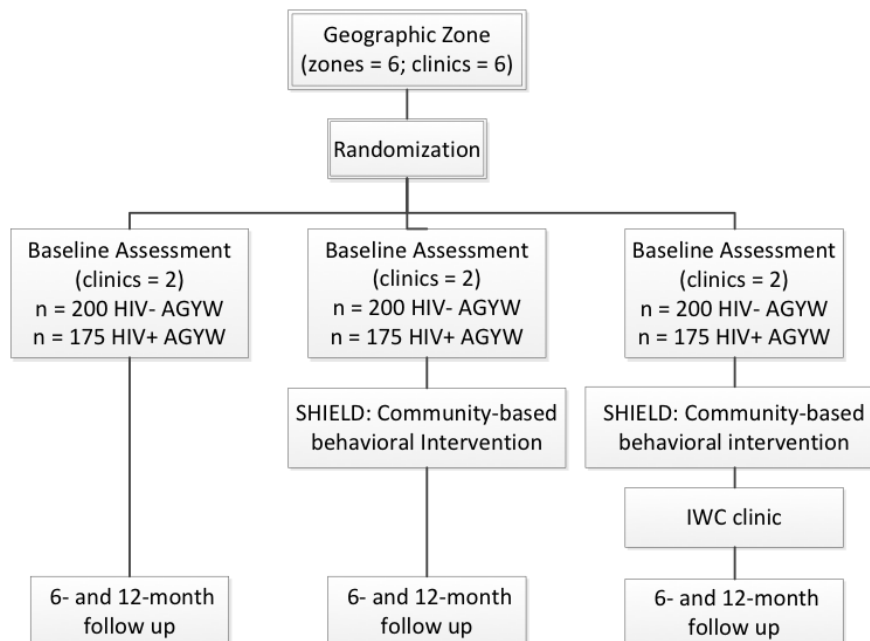 Geographic Zone
(zones = 6; clinics = 6)
Randomization
Baseline Assessment
(clinics = 2)
n = 200 HIV- AGYW
n = 175 HIV+ AGYW
Baseline Assessment
(clinics = 2)
n = 200 HIV- AGYW
n = 175 HIV+ AGYW
Baseline Assessment
(clinics = 2)
n = 200 HIV- AGYW
n = 175 HIV+ AGYW
SHIELD: Community-based
behavioral Intervention
SHIELD: Community-based
behavioral intervention
IWC clinic
6- and 12-month
follow up
6- and 12-month
follow up
6- and 12-month
follow up